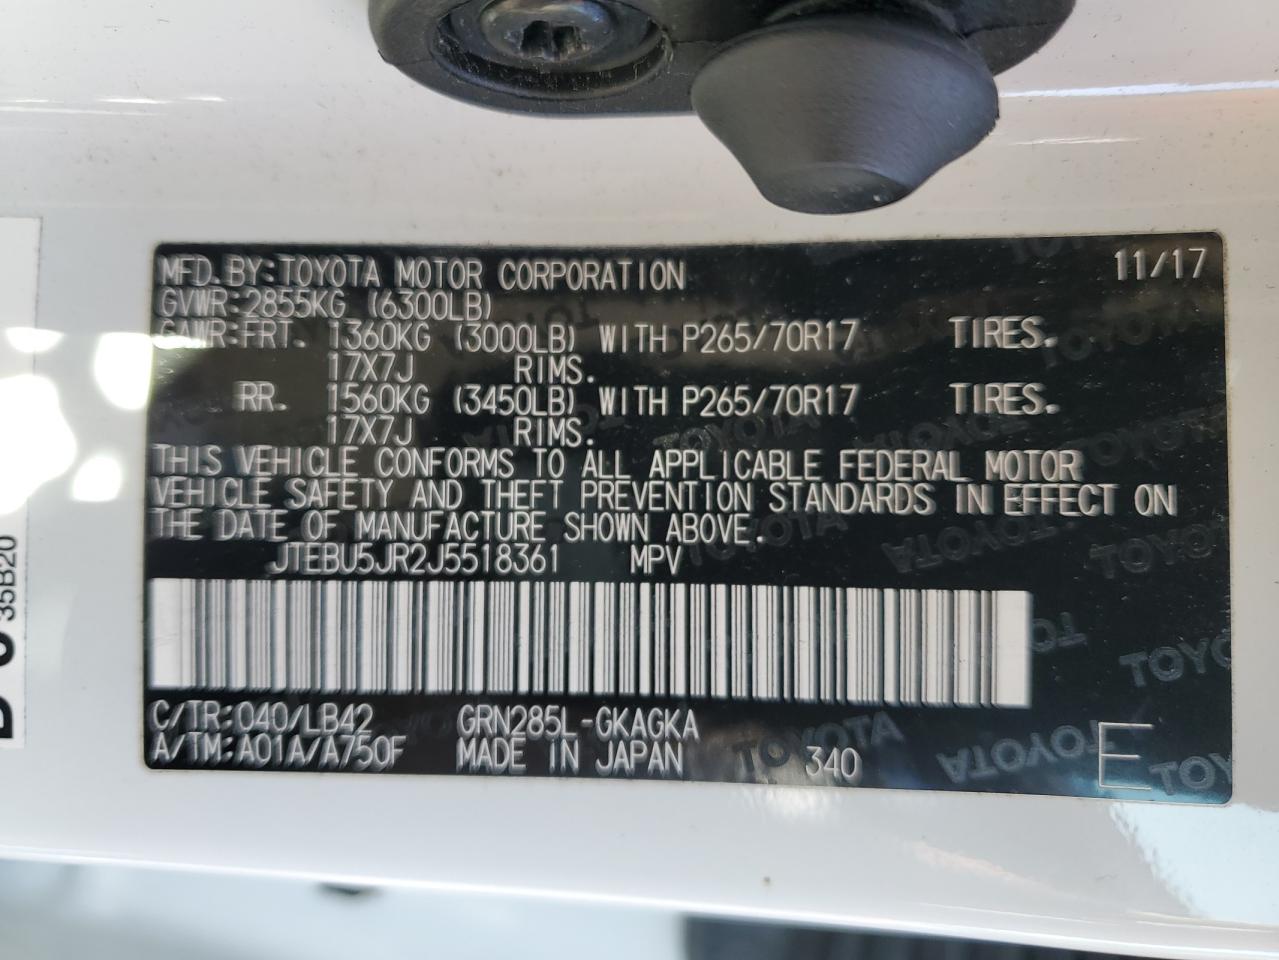 MFD.BY:TOYOTA MOTOR CORPORATION 11/17
GVWR:2855KG (6300LB)
GAWR:FRT. 1360KG (3000LB) WITH P265/70R17 TIRES.
17X7J RIMS.
RR. 1560KG (3450LB) WITH P265/70R17 TIRES.
17X7J RIMS.
THIS VEHICLE CONFORMS TO ALL APPLICABLE FEDERAL MOTOR
VEHICLE SAFETY AND THEFT PREVENTION STANDARDS IN EFFECT ON
THE DATE OF MANUFACTURE SHOWN ABOVE.
JTEBU5JR2J5518361 MPV
C/TR:040/LB42 GRN285L-GKAGKA
A/TM:A01A/A750F MADE IN JAPAN 340 E
35B20